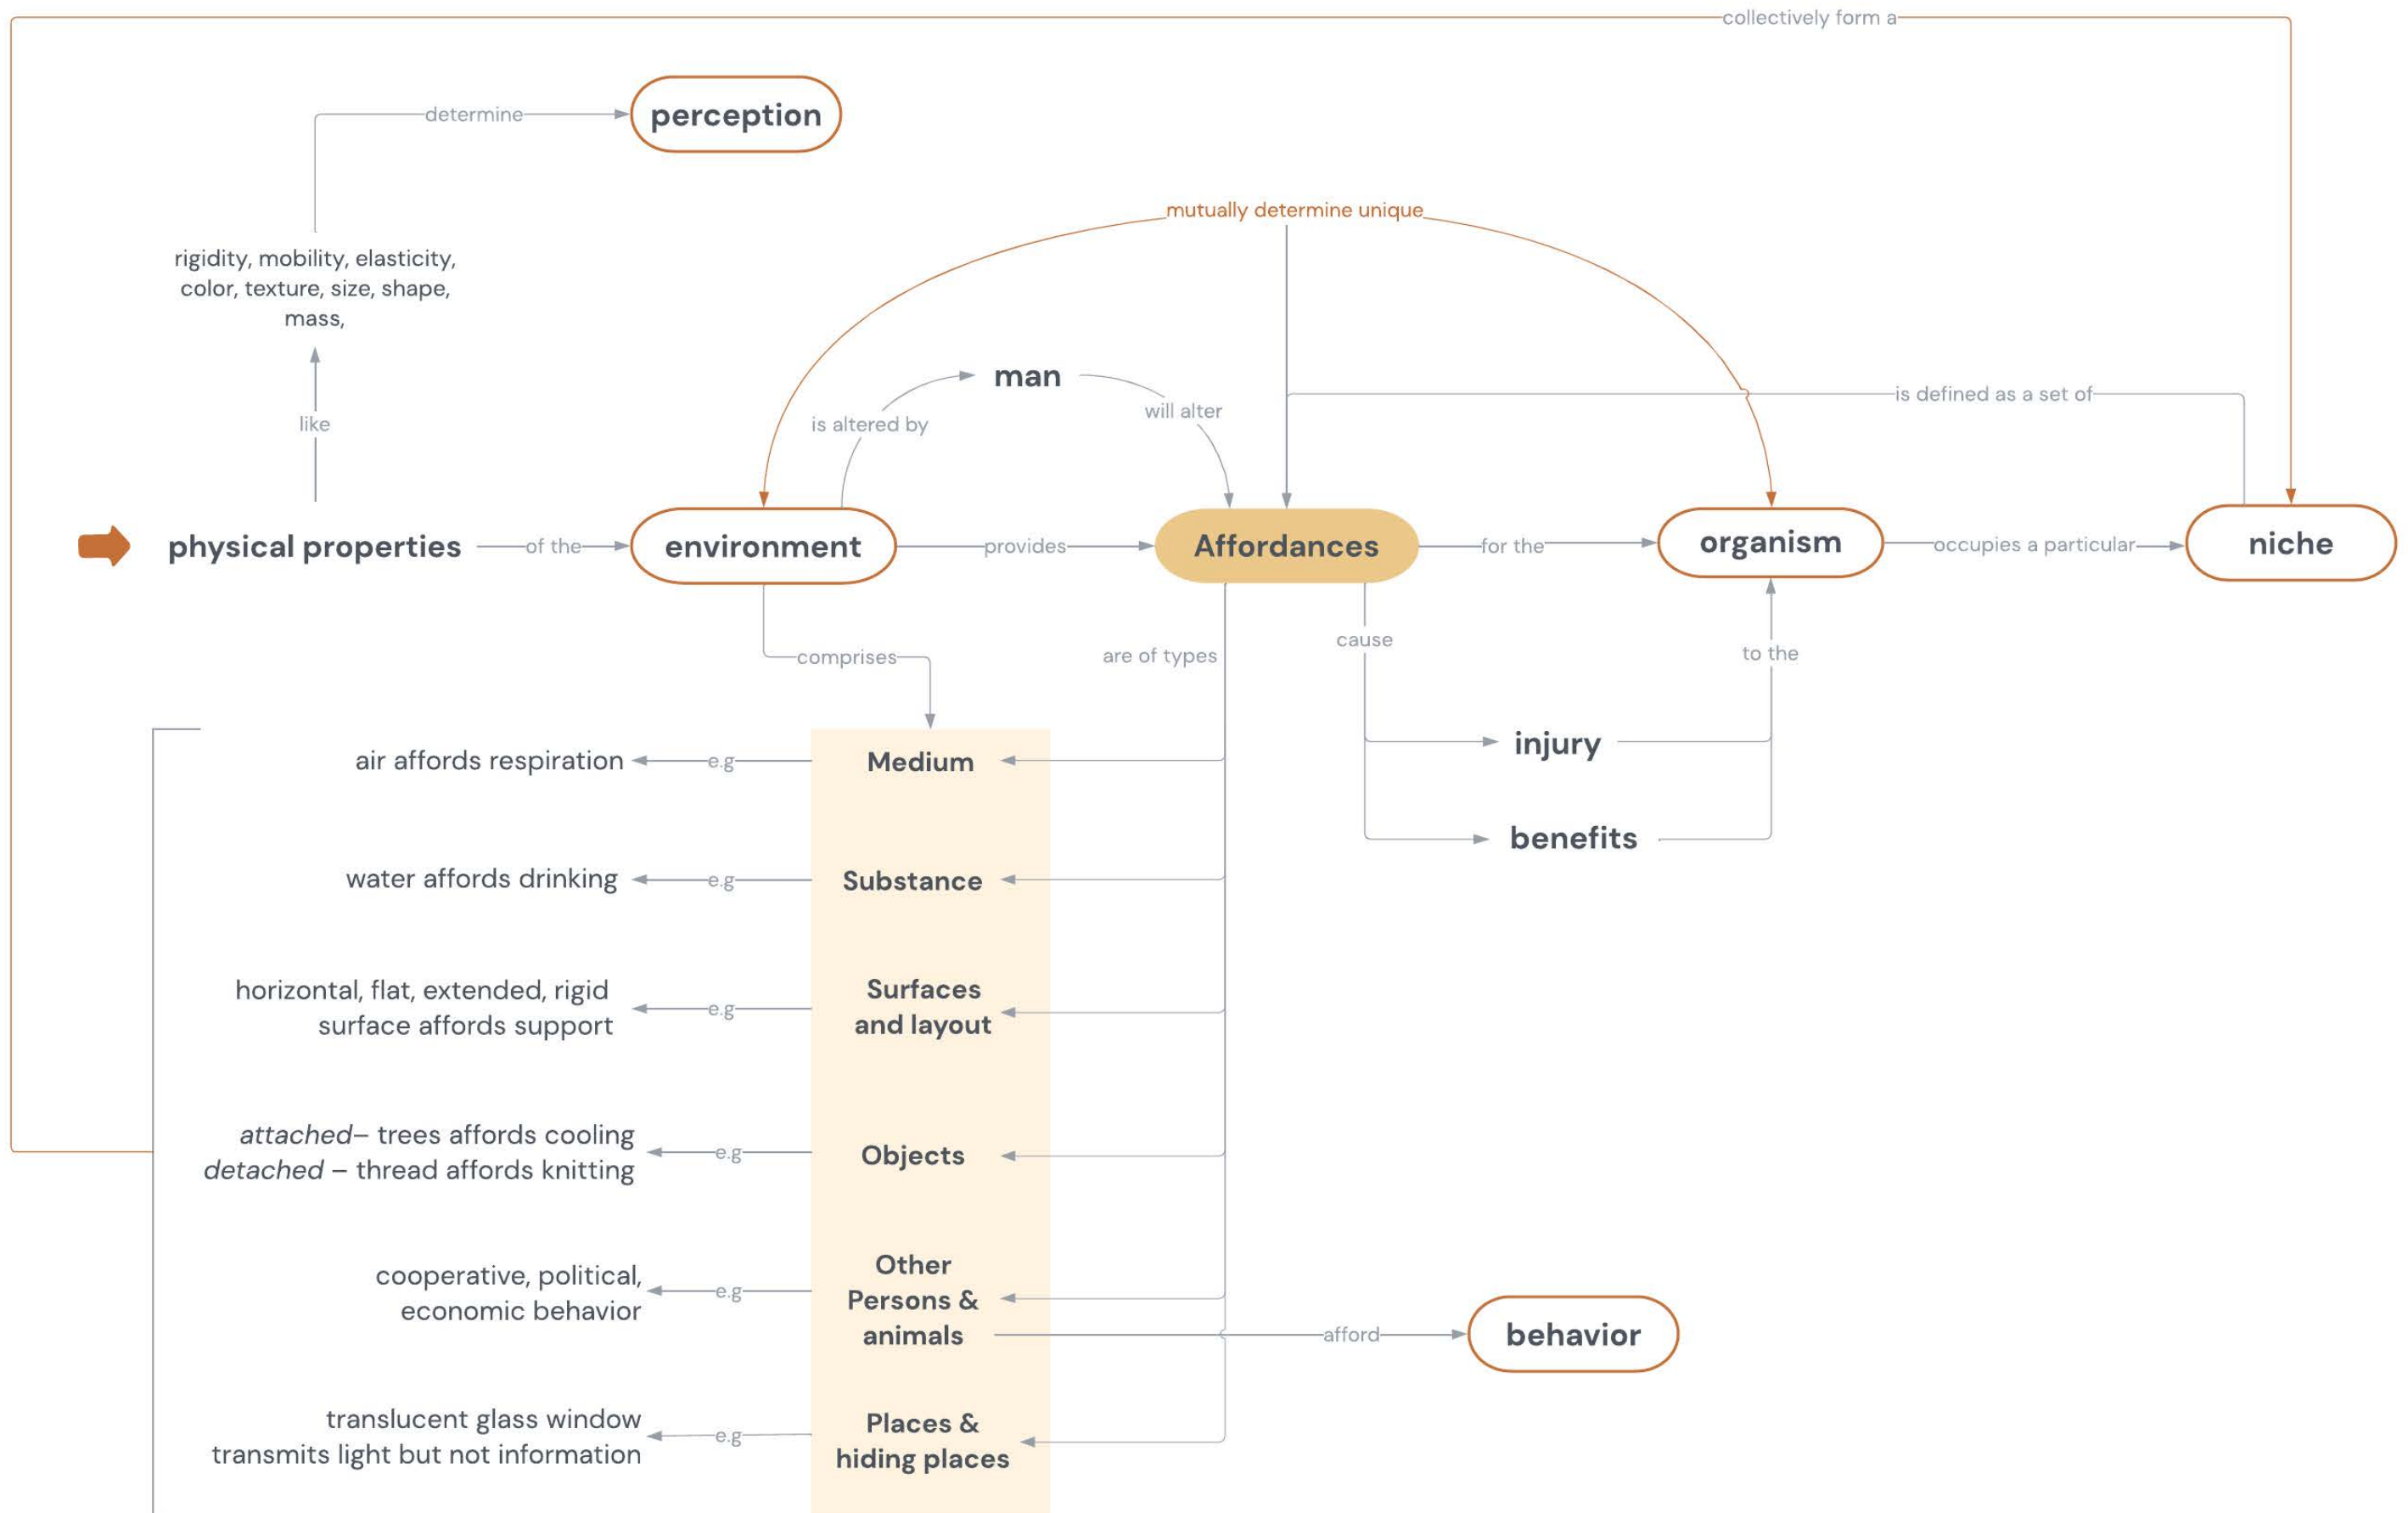 collectively form a
determine
perception
mutually determine unique
rigidity, mobility, elasticity,
color, texture, size, shape,
mass,
man
is defined as a set of
like
is altered by
will alter
physical properties
of the
environment
provides
Affordances
for the
organism
occupies a particular
niche
comprises
are of types
cause
to the
air affords respiration
e.g
Medium
injury
benefits
water affords drinking
e.g
Substance
horizontal, flat, extended, rigid
surface affords support
e.g
Surfaces
and layout
attached– trees affords cooling
detached – thread affords knitting
e.g
Objects
cooperative, political,
economic behavior
e.g
Other
Persons &
animals
afford
behavior
translucent glass window
transmits light but not information
e.g
Places &
hiding places